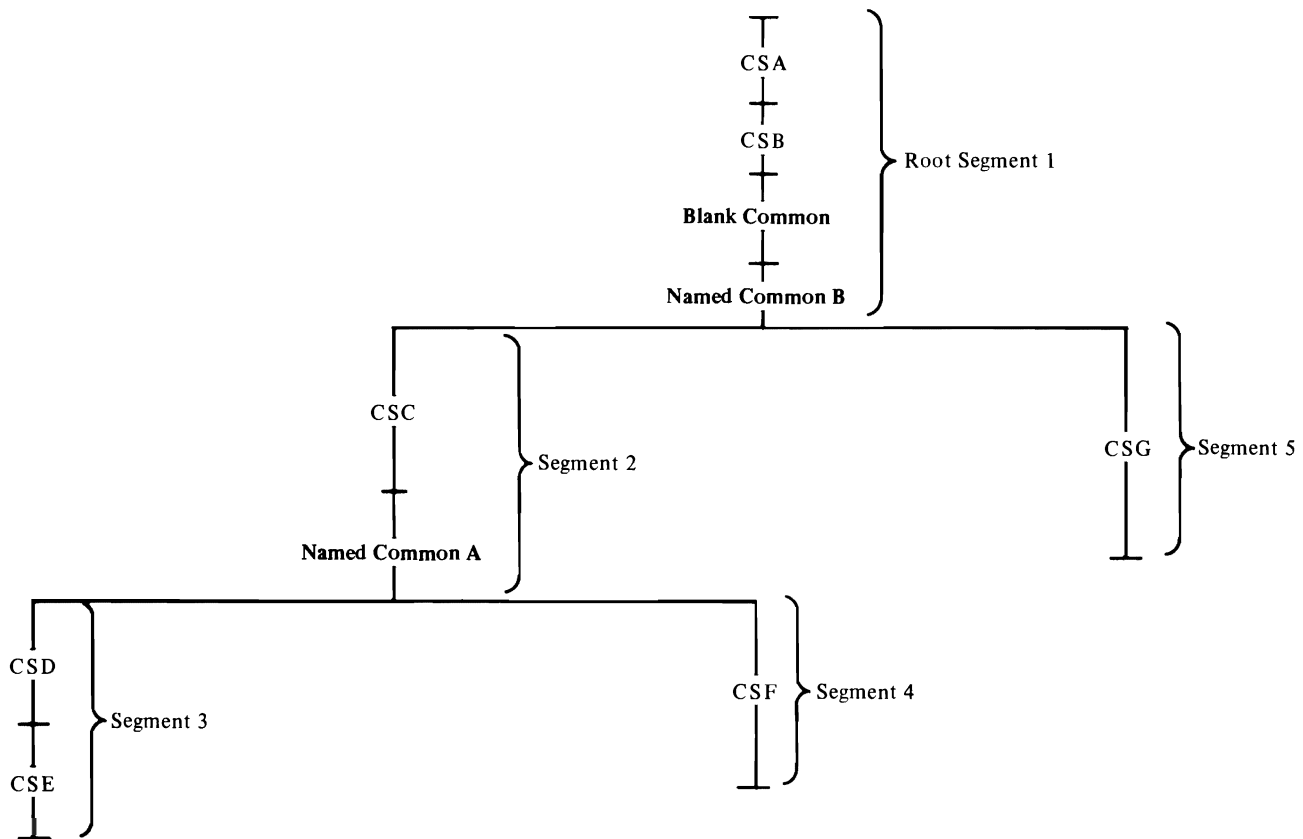 CSA
CSB
Root Segment 1
Blank Common
Named Common B
CSC
Segment 2
CSG
Segment 5
Named Common A
CSD
Segment 3
CSF
Segment 4
CSE